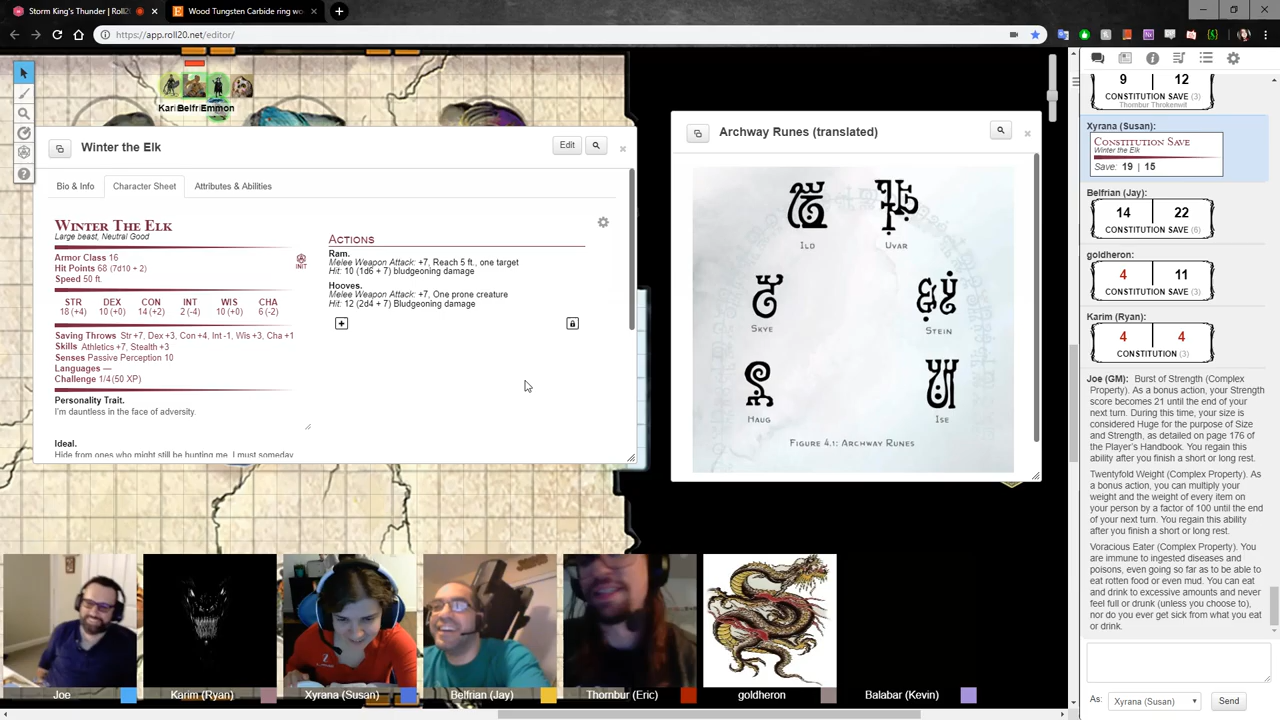 Storm King's Thunder | Roll2
Wood Tungsten Carbide ring wo
https://app.roll20.net/editor/
Winter the Elk
Edit
Bio & Info
Character Sheet
Attributes & Abilities
Winter The Elk
Large beast, Neutral Good
Armor Class 16
Hit Points 68 (7d10 + 2)
Speed 50 ft.
INIT
STR DEX CON INT WIS CHA
18 (+4) 10 (+0) 14 (+2) 2 (-4) 10 (+0) 6 (-2)
Saving Throws Str +7, Dex +3, Con +4, Int -1, Wis +3, Cha +1
Skills Athletics +7, Stealth +3
Senses Passive Perception 10
Languages —
Challenge 1/4 (50 XP)
Personality Trait.
I'm dauntless in the face of adversity.
Ideal.
Hide from ones who might still be hunting me. I must someday
Actions
Ram.
Melee Weapon Attack: +7, Reach 5 ft., one target
Hit: 10 (1d6 + 7) bludgeoning damage
Hooves.
Melee Weapon Attack: +7, One prone creature
Hit: 12 (2d4 + 7) Bludgeoning damage
Archway Runes (translated)
Ild
Uvar
Skye
Stein
Haug
Ise
Figure 4.1: Archway Runes
9 12
CONSTITUTION SAVE (3)
Thombur Throkenwit
Xyrana (Susan):
Constitution Save
Winter the Elk
Save: 19 | 15
Belfrian (Jay):
14 22
CONSTITUTION SAVE (6)
goldheron:
4 11
CONSTITUTION SAVE (3)
Karim (Ryan):
4 4
CONSTITUTION (3)
Joe (GM): Burst of Strength (Complex
Property). As a bonus action, your Strength
score becomes 21 until the end of your
next turn. During this time, your size is
considered Huge for the purpose of Size
and Strength, as detailed on page 176 of
the Player's Handbook. You regain this
ability after you finish a short or long rest.
Twentyfold Weight (Complex Property). As
a bonus action, you can multiply your
weight and the weight of every item on
your person by a factor of 100 until the end
of your next turn. You regain this ability
after you finish a short or long rest.
Voracious Eater (Complex Property). You
are immune to ingested diseases and
poisons, even going so far as to be able to
eat rotten food or even mud. You can eat
and drink to excessive amounts and never
feel full or drunk (unless you choose to),
nor do you ever get sick from what you eat
or drink.
As:
Xyrana (Susan)
Send
Joe
Karim (Ryan)
Xyrana (Susan)
Belfrian (Jay)
Thombur (Eric)
goldheron
Balabar (Kevin)